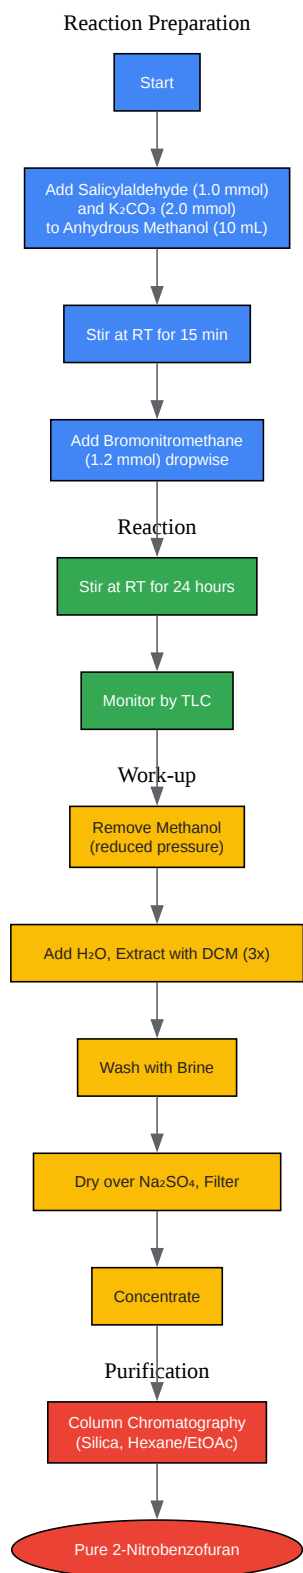 Reaction Preparation
Start
Add Salicylaldehyde (1.0 mmol)
and K₂CO₃ (2.0 mmol)
to Anhydrous Methanol (10 mL)
Stir at RT for 15 min
Add Bromonitromethane
(1.2 mmol) dropwise
Reaction
Stir at RT for 24 hours
Monitor by TLC
Work-up
Remove Methanol
(reduced pressure)
Add H₂O, Extract with DCM (3x)
Wash with Brine
Dry over Na₂SO₄, Filter
Concentrate
Purification
Column Chromatography
(Silica, Hexane/EtOAc)
Pure 2-Nitrobenzofuran